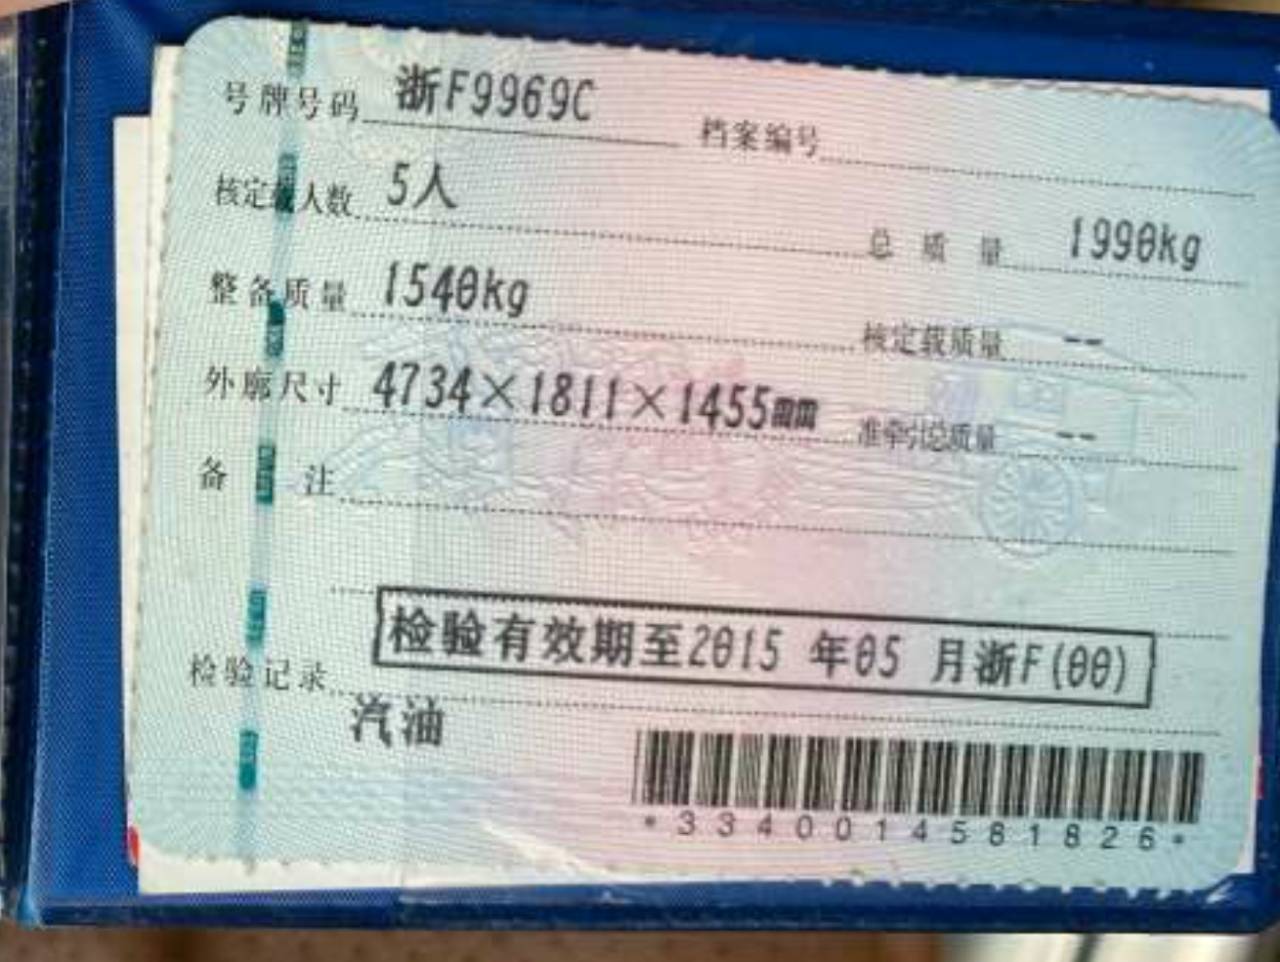 号牌号码 浙F9969C 档案编号
核定载人数 5人 总质量 1990kg
整备质量 1540kg 核定载质量 --
外廓尺寸 4734×1811×1455mm 准牵引总质量 --
备注
检验有效期至2015 年05 月浙F(00)
检验记录
汽油
*3340014581826*